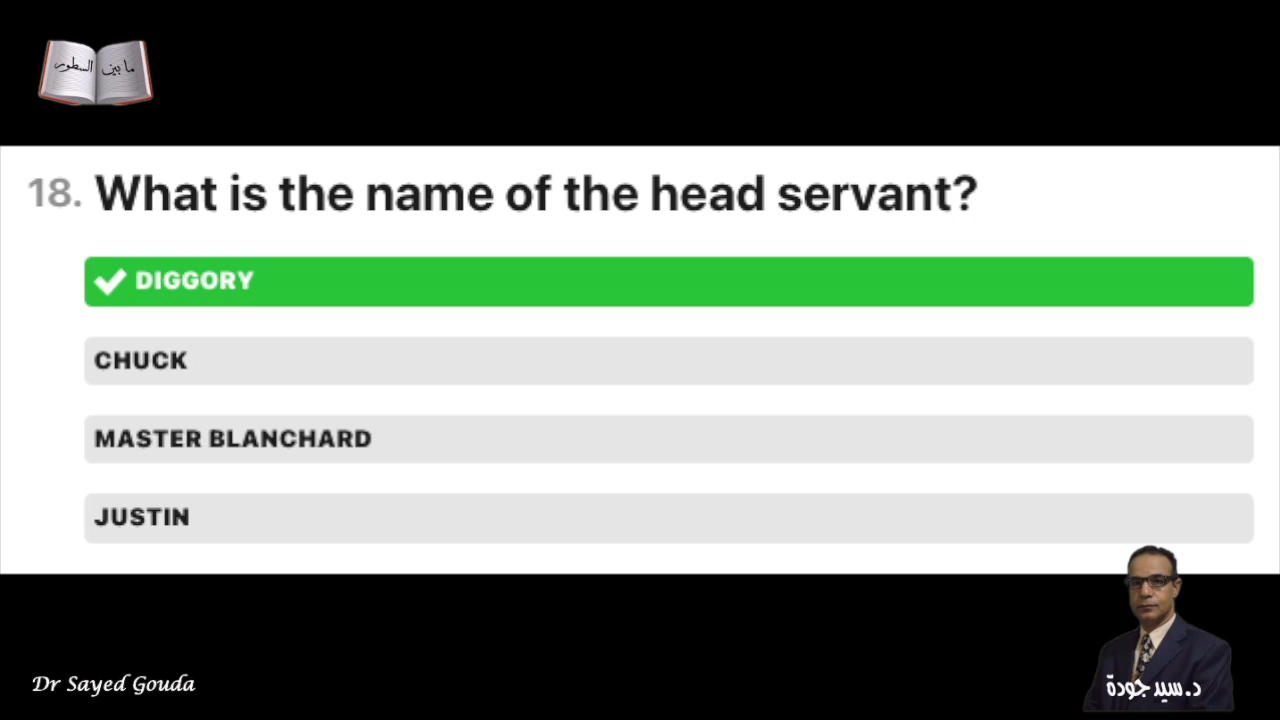 ما بين السطور
18. What is the name of the head servant?
DIGGORY
CHUCK
MASTER BLANCHARD
JUSTIN
Dr Sayed Gouda
د. سيد جودة